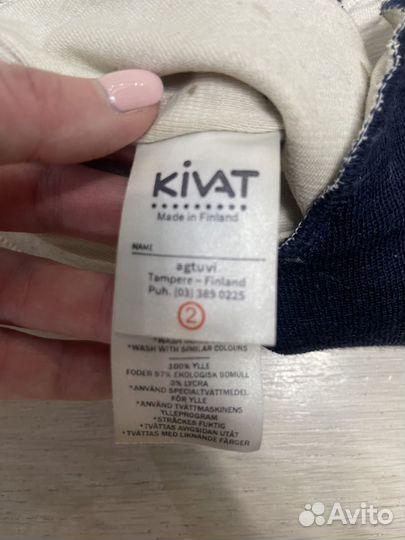 KIVAT
Made in Finland
NAME
agtuvi
Tampere – Finland
Puh. (03) 389 0225
2
*WASH WITH SIMILAR COLOURS
100% YLLE
FODER 97% EKOLOGISK BOMULL
3% LYCRA
*ANVÄND SPECIALTVÄTTMEDEL
FÖR YLLE
*ANVÄND TVÄTTMASKINENS
YLLEPROGRAM
*STRÄCKES FUKTIG
*TVÄTTAS AVIGSIDAN UTÅT
*TVÄTTAS MED LIKNANDE FÄRGER
Avito